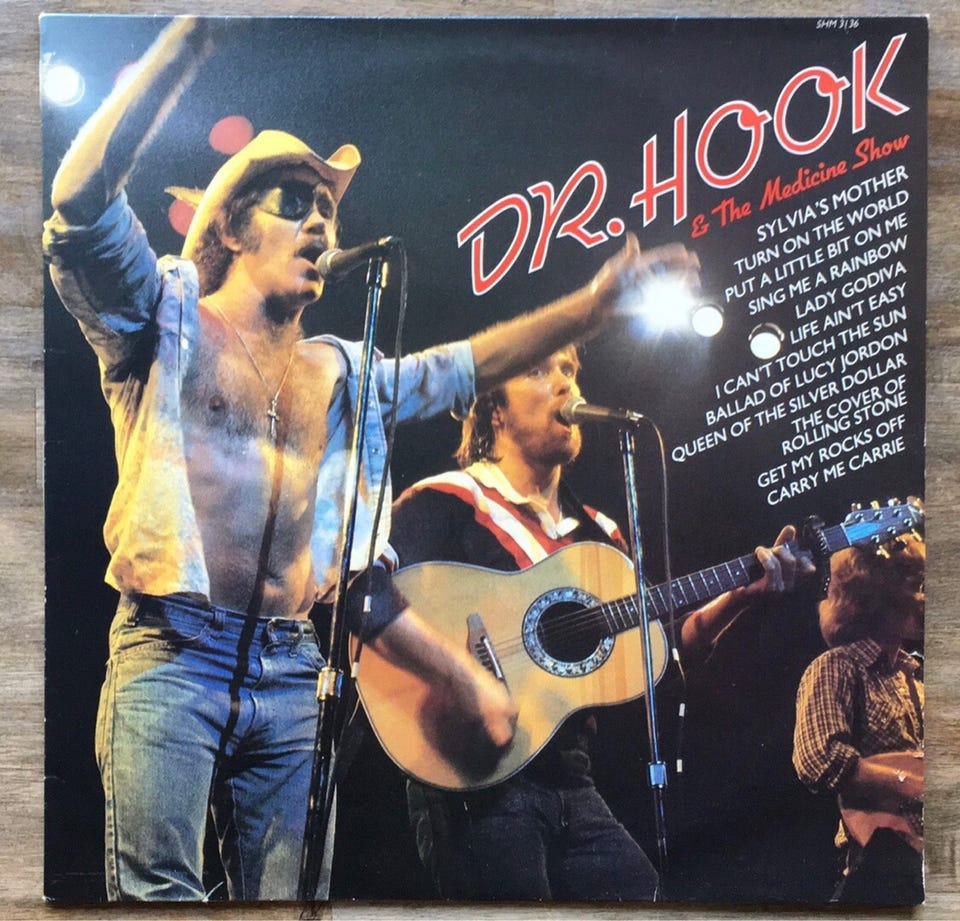 SHM 3136
DR. HOOK
& The Medicine Show
SYLVIA'S MOTHER
TURN ON THE WORLD
PUT A LITTLE BIT ON ME
SING ME A RAINBOW
LADY GODIVA
LIFE AIN'T EASY
I CAN'T TOUCH THE SUN
BALLAD OF LUCY JORDON
QUEEN OF THE SILVER DOLLAR
THE COVER OF
ROLLING STONE
GET MY ROCKS OFF
CARRY ME CARRIE